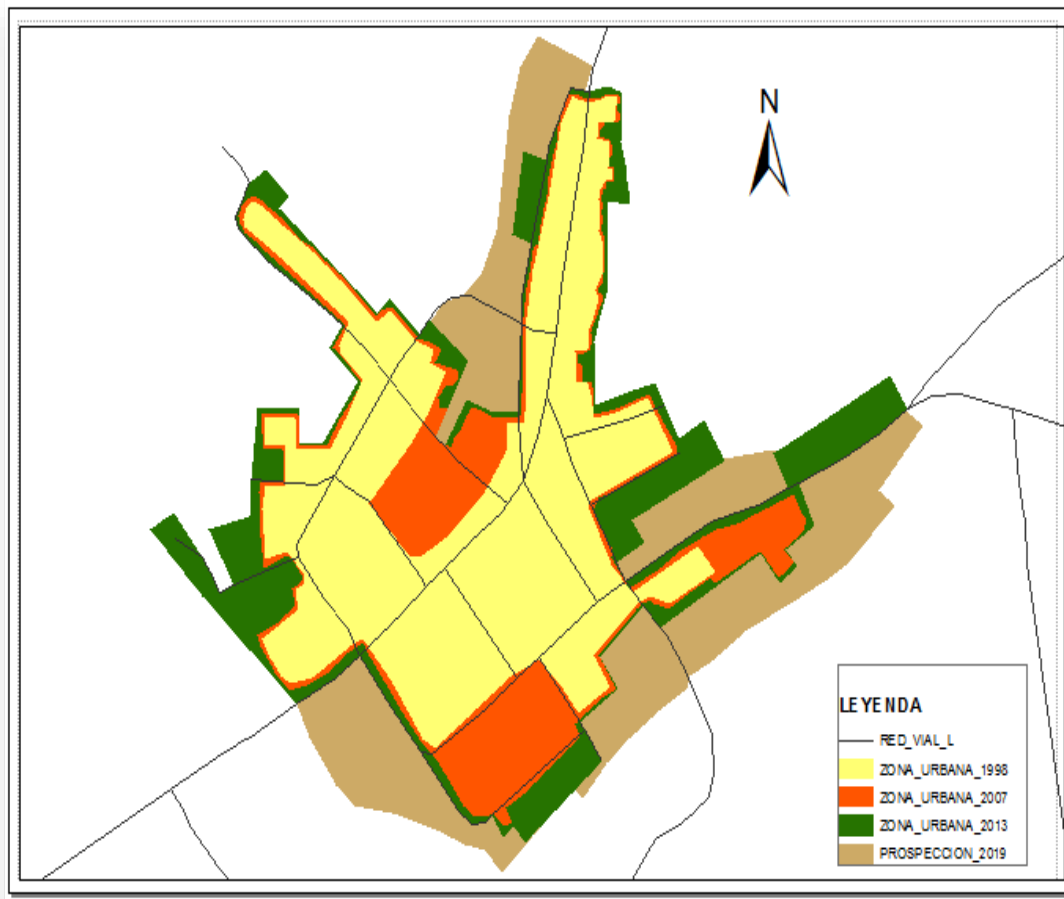 N
LEYENDA
RED_VIAL_L
ZONA_URBANA_1998
ZONA_URBANA_2007
ZONA_URBANA_2013
PROSPECCION_2019